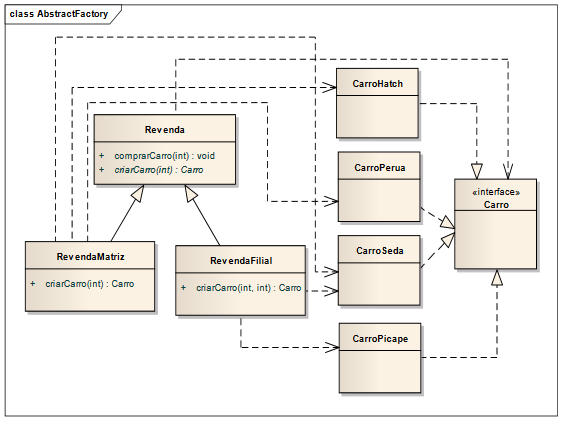 class AbstractFactory
CarroHatch
Revenda
+ comprarCarro(int) : void
+ criarCarro(int) : Carro
CarroPerua
«interface»
Carro
RevendaMatriz
+ criarCarro(int) : Carro
RevendaFilial
+ criarCarro(int, int) : Carro
CarroSeda
CarroPicape